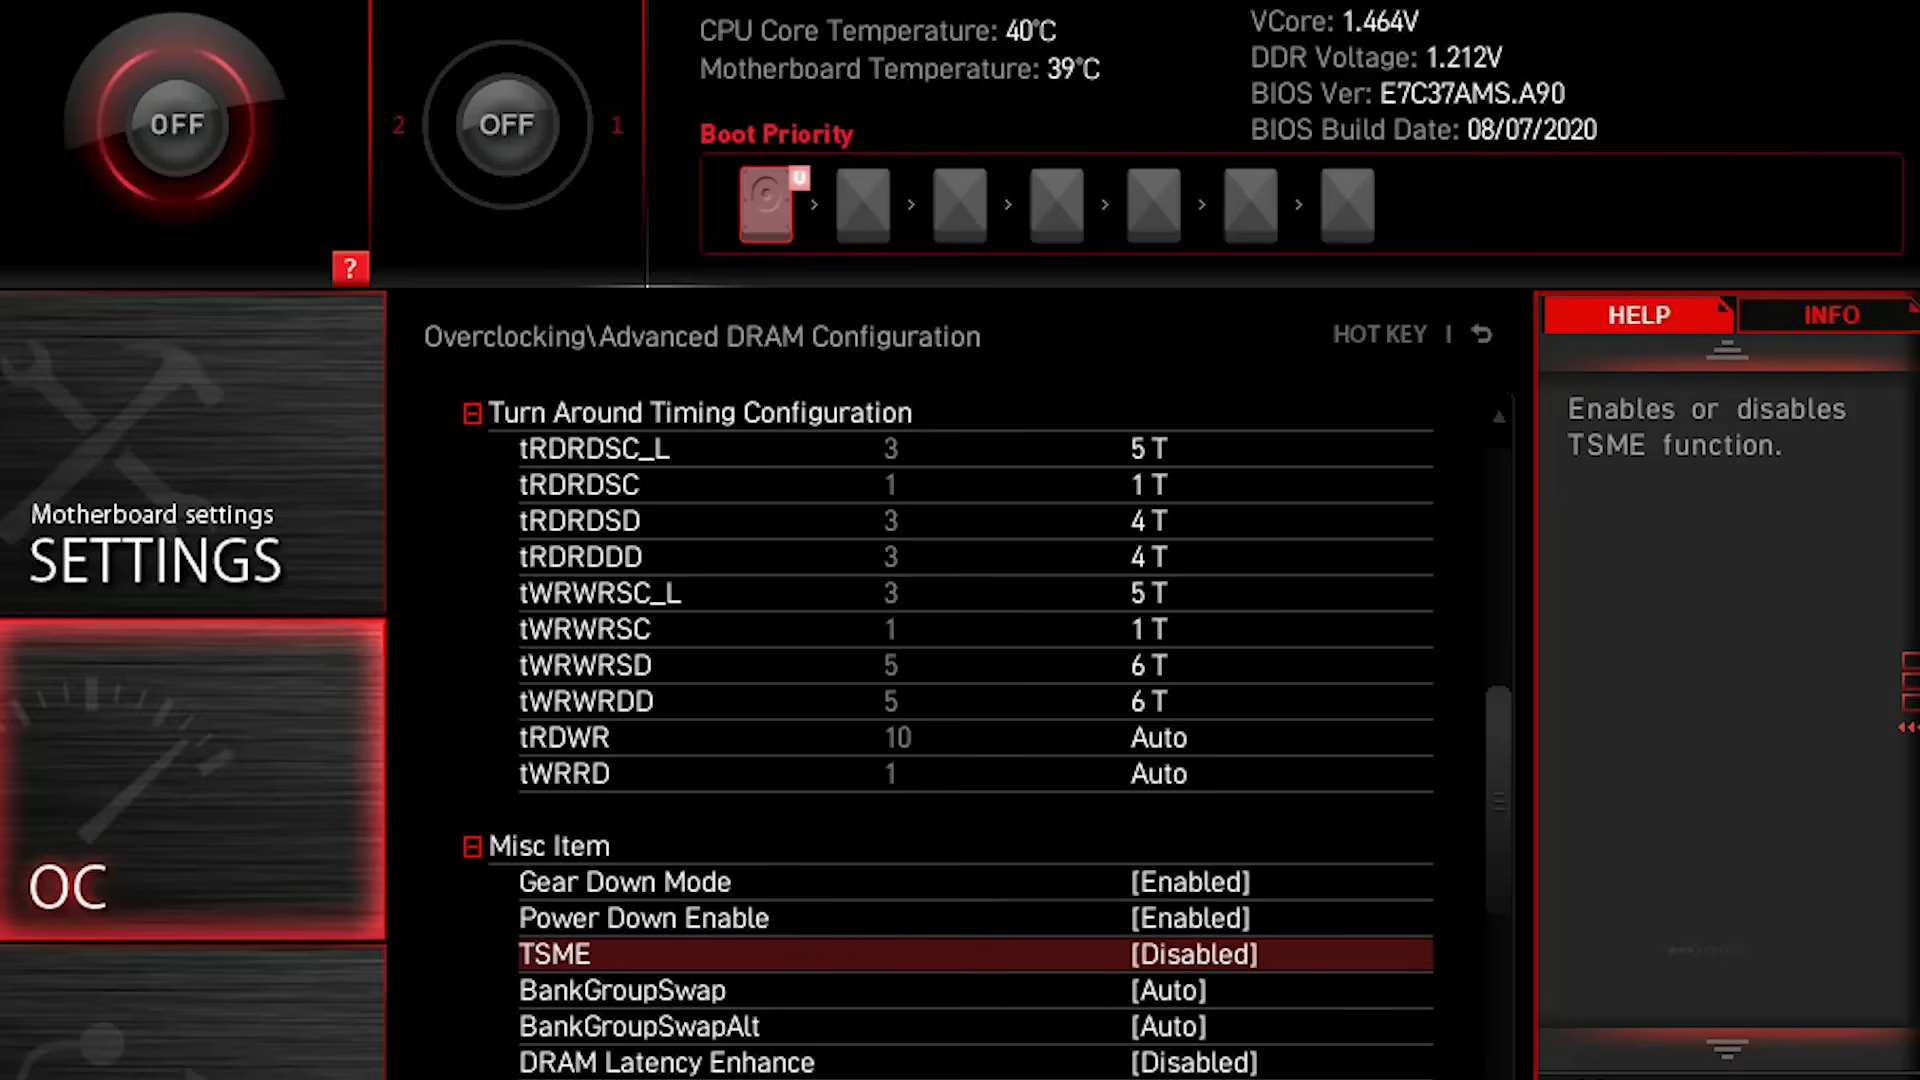 OFF
2
OFF
1
?
CPU Core Temperature: 40°C
Motherboard Temperature: 39°C
VCore: 1.464V
DDR Voltage: 1.212V
BIOS Ver: E7C37AMS.A90
BIOS Build Date: 08/07/2020
Boot Priority
U
Motherboard settings
SETTINGS
OC
Overclocking\Advanced DRAM Configuration
HOT KEY
Turn Around Timing Configuration
tRDRDSC_L 3 5 T
tRDRDSC 1 1 T
tRDRDSD 3 4 T
tRDRDDD 3 4 T
tWRWRSC_L 3 5 T
tWRWRSC 1 1 T
tWRWRSD 5 6 T
tWRWRDD 5 6 T
tRDWR 10 Auto
tWRRD 1 Auto
Misc Item
Gear Down Mode [Enabled]
Power Down Enable [Enabled]
TSME [Disabled]
BankGroupSwap [Auto]
BankGroupSwapAlt [Auto]
DRAM Latency Enhance [Disabled]
HELP
INFO
Enables or disables
TSME function.